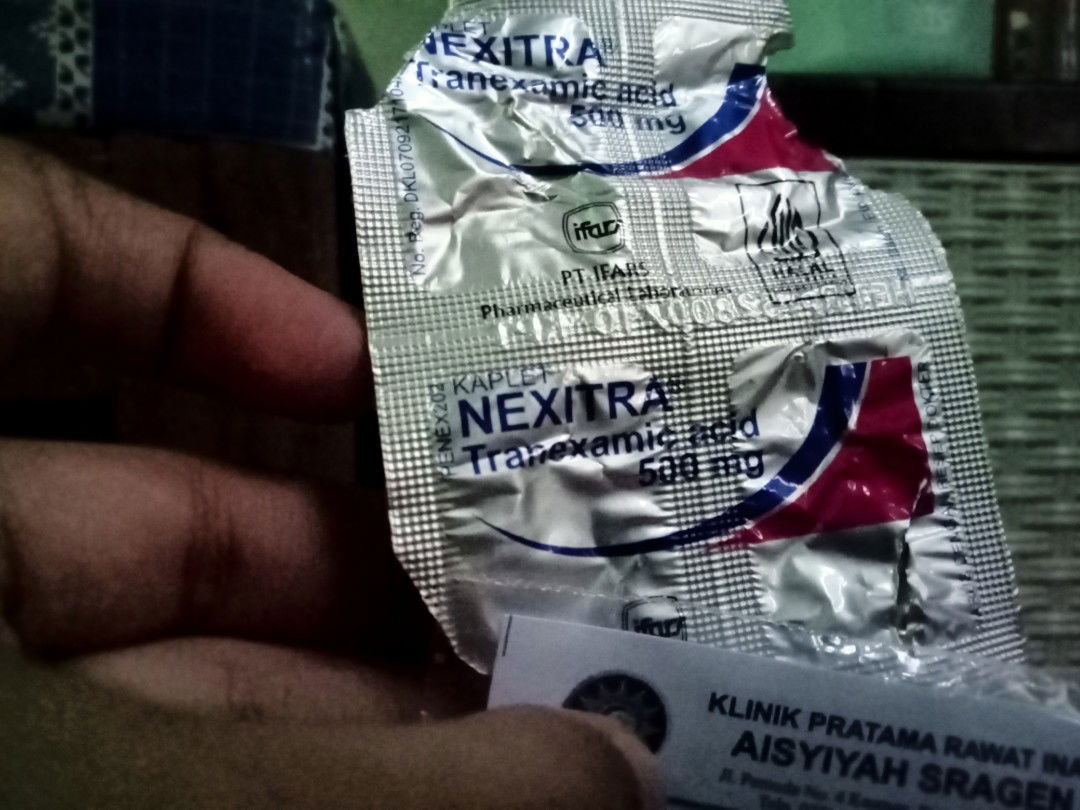 NEXITRA
Tranexamic acid
500 mg
ifars
PT IFARS
Pharmaceutical Laboratories
HALAL
KAPLET
NEXITRA
Tranexamic acid
500 mg
ifars
KLINIK PRATAMA RAWAT
AISYIYAH SRAGEN